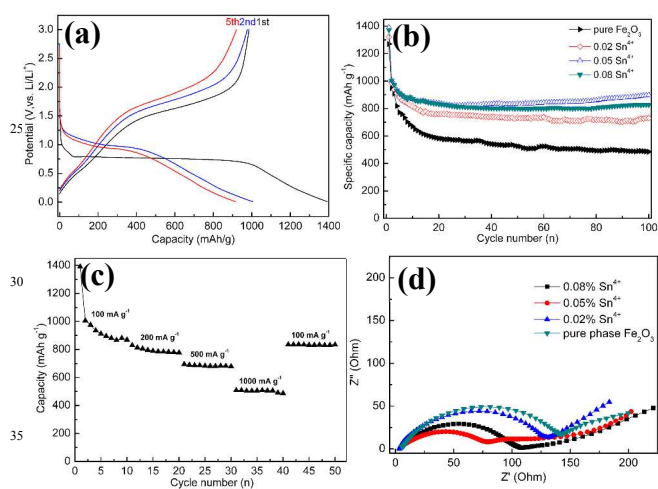 (a)
5th2nd1st
Potential (V,vs. Li/Li⁺)
3.0
2.5
2.0
1.5
1.0
0.5
0.0
0 200 400 600 800 1000 1200 1400
Capacity (mAh/g)
25
(b)
pure Fe₂O₃
0.02 Sn⁴⁺
0.05 Sn⁴⁺
0.08 Sn⁴⁺
Specific capacity (mAh g⁻¹)
1400
1200
1000
800
600
400
200
0
0 20 40 60 80 100
Cycle number (n)
30
(c)
100 mA g⁻¹
200 mA g⁻¹
500 mA g⁻¹
1000 mA g⁻¹
100 mA g⁻¹
Capacity (mAh g⁻¹)
1400
1200
1000
800
600
400
200
0
0 10 20 30 40 50
Cycle number (n)
35
(d)
0.08% Sn⁴⁺
0.05% Sn⁴⁺
0.02% Sn⁴⁺
pure phase Fe₂O₃
Z'' (Ohm)
200
150
100
50
0
0 50 100 150 200
Z' (Ohm)